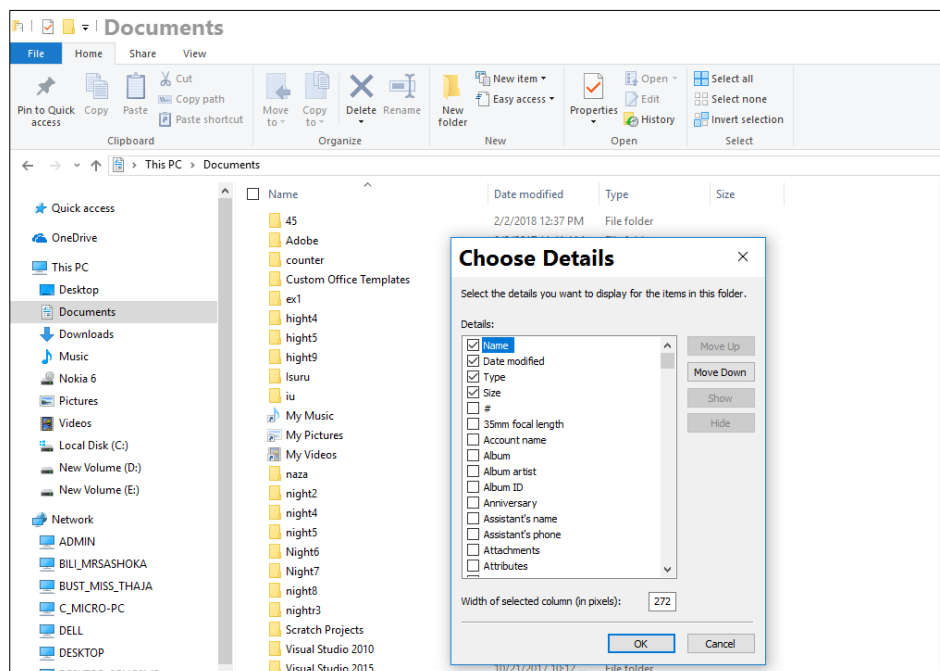 Documents
File Home Share View
Pin to Quick access
Copy
Paste
Cut
Copy path
Paste shortcut
Clipboard
Move to
Copy to
Delete
Rename
Organize
New folder
New item
Easy access
New
Properties
Open
Edit
History
Open
Select all
Select none
Invert selection
Select
This PC > Documents
Quick access
OneDrive
This PC
Desktop
Documents
Downloads
Music
Nokia 6
Pictures
Videos
Local Disk (C:)
New Volume (D:)
New Volume (E:)
Network
ADMIN
BILI_MRSASHOKA
BUST_MISS_THAJA
C_MICRO-PC
DELL
DESKTOP
Name Date modified Type Size
45 2/2/2018 12:37 PM File folder
Adobe
counter
Custom Office Templates
ex1
hight4
hight5
hight9
Isuru
iu
My Music
My Pictures
My Videos
naza
night2
night4
night5
Night6
Night7
night8
nightr3
Scratch Projects
Visual Studio 2010
Visual Studio 2015 10/21/2017 10:12 ... File folder
Choose Details
Select the details you want to display for the items in this folder.
Details:
Name
Date modified
Type
Size
#
35mm focal length
Account name
Album
Album artist
Album ID
Anniversary
Assistant's name
Assistant's phone
Attachments
Attributes
Move Up
Move Down
Show
Hide
Width of selected column (in pixels): 272
OK Cancel